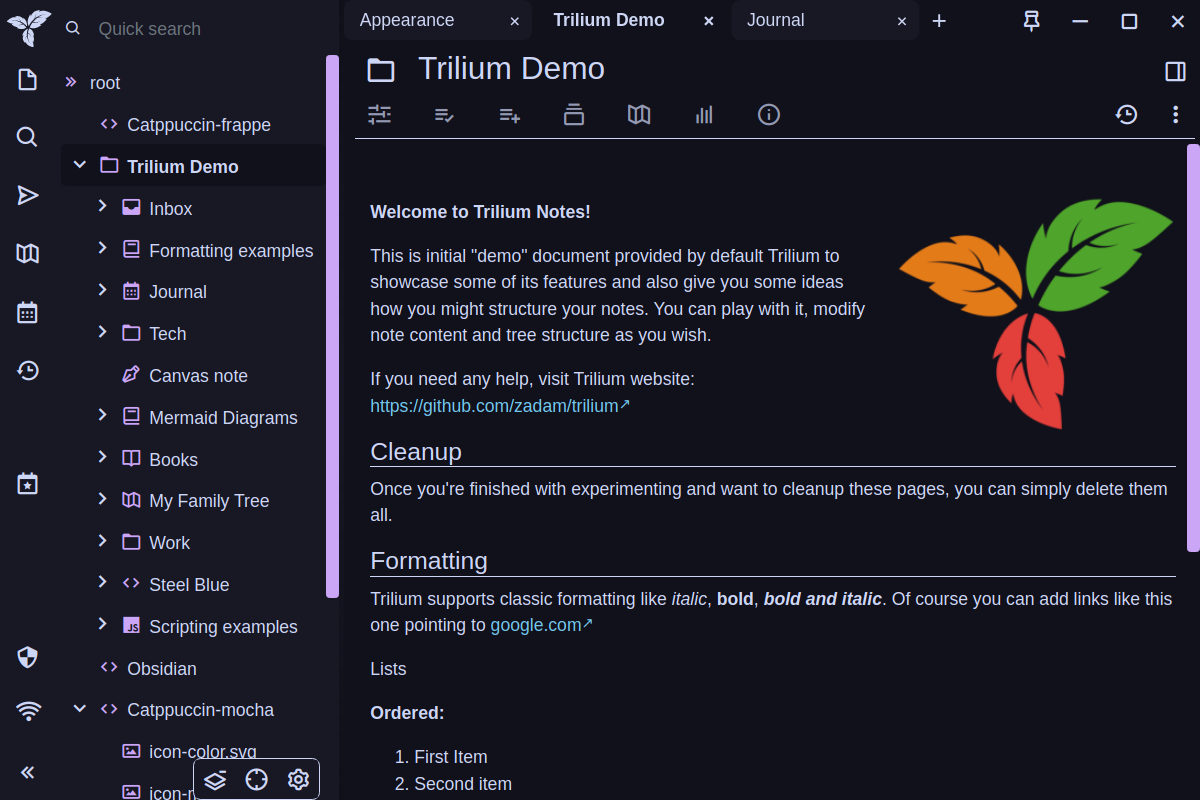 Quick search
root
Catppuccin-frappe
Trilium Demo
Inbox
Formatting examples
Journal
Tech
Canvas note
Mermaid Diagrams
Books
My Family Tree
Work
Steel Blue
JS Scripting examples
Obsidian
Catppuccin-mocha
icon-color.svg
Appearance
Trilium Demo
Journal
Trilium Demo
Welcome to Trilium Notes!
This is initial "demo" document provided by default Trilium to
showcase some of its features and also give you some ideas
how you might structure your notes. You can play with it, modify
note content and tree structure as you wish.
If you need any help, visit Trilium website:
https://github.com/zadam/trilium
Cleanup
Once you're finished with experimenting and want to cleanup these pages, you can simply delete them
all.
Formatting
Trilium supports classic formatting like italic, bold, bold and italic. Of course you can add links like this
one pointing to google.com
Lists
Ordered:
1. First Item
2. Second item